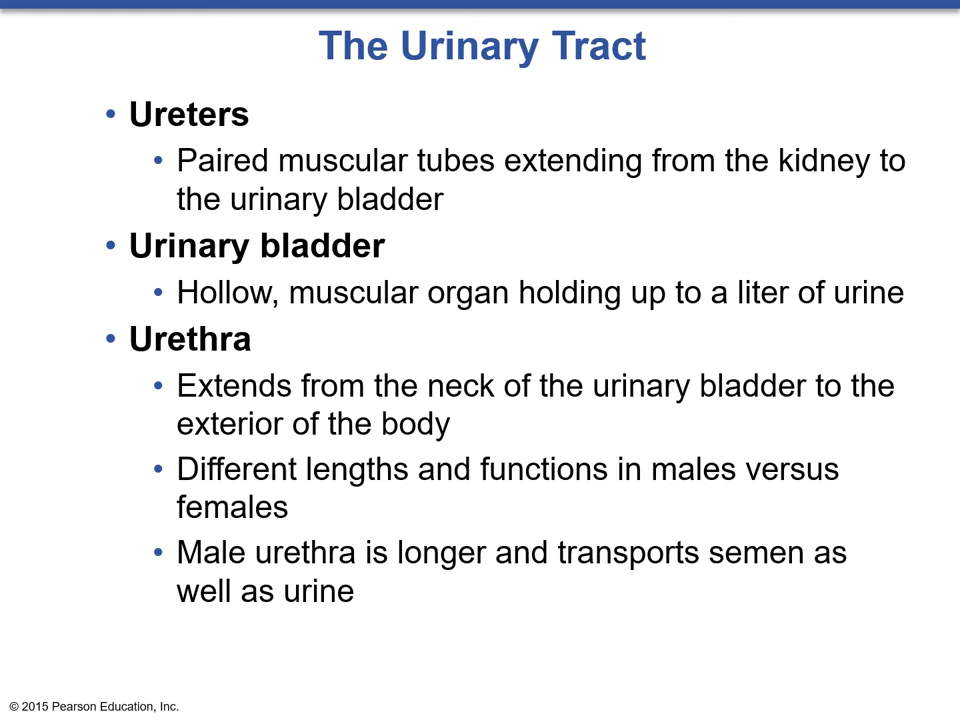 The Urinary Tract
• Ureters
• Paired muscular tubes extending from the kidney to
the urinary bladder
• Urinary bladder
• Hollow, muscular organ holding up to a liter of urine
• Urethra
• Extends from the neck of the urinary bladder to the
exterior of the body
• Different lengths and functions in males versus
females
• Male urethra is longer and transports semen as
well as urine
© 2015 Pearson Education, Inc.